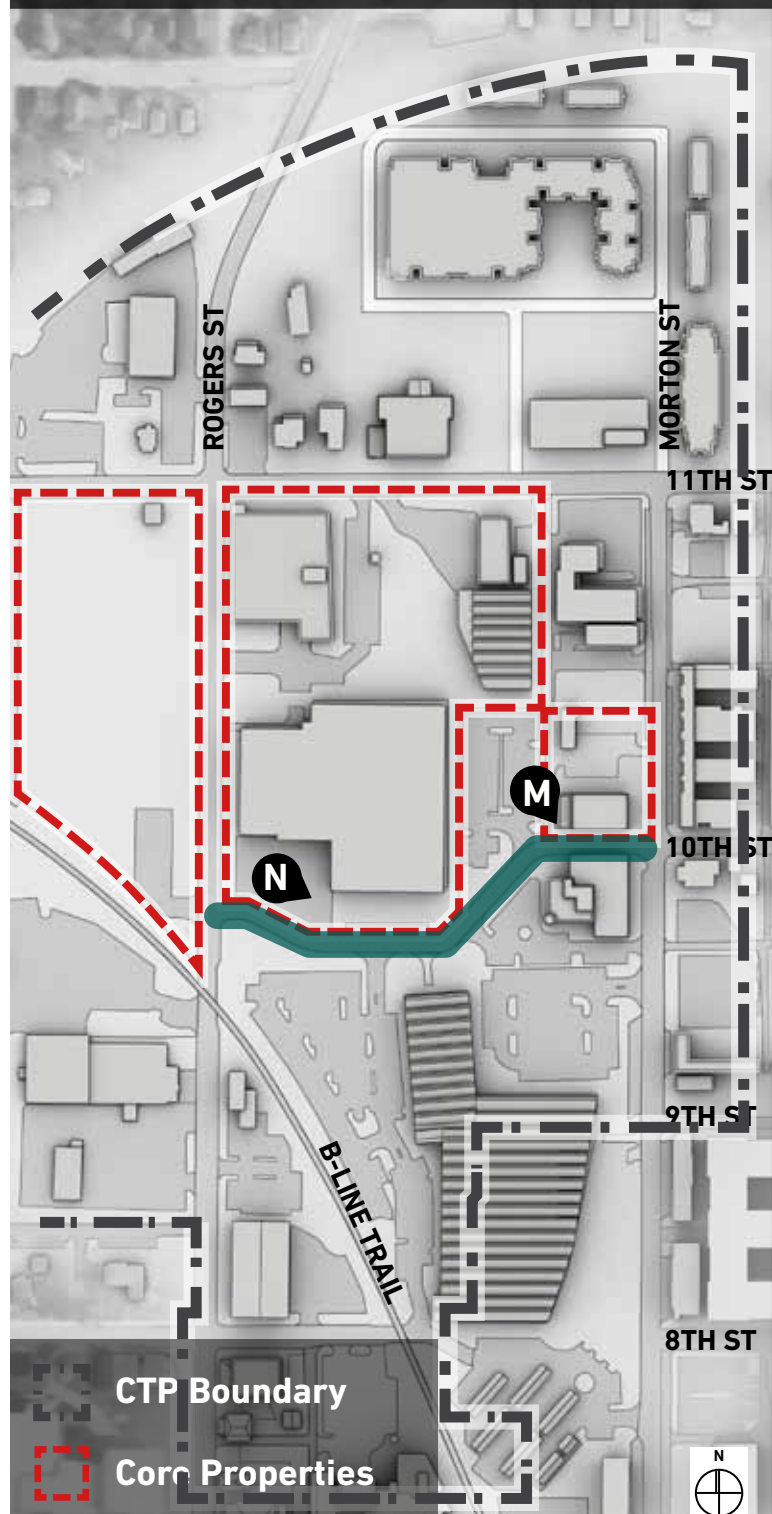 ROGERS ST
MORTON ST
11TH ST
M
10TH ST
N
9TH ST
B-LINE TRAIL
8TH ST
CTP Boundary
Core Properties
N